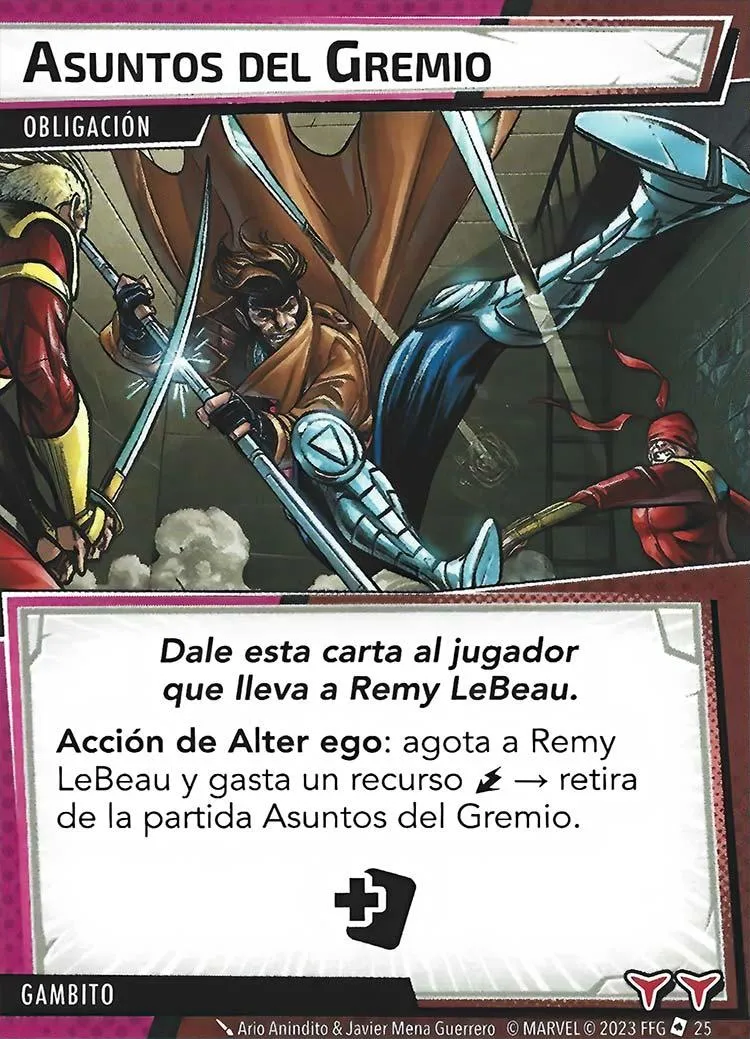 Asuntos del Gremio
OBLIGACIÓN
Dale esta carta al jugador
que lleva a Remy LeBeau.
Acción de Alter ego: agota a Remy
LeBeau y gasta un recurso → retira
de la partida Asuntos del Gremio.
GAMBITO
Ario Anindito & Javier Mena Guerrero © MARVEL © 2023 FFG 25